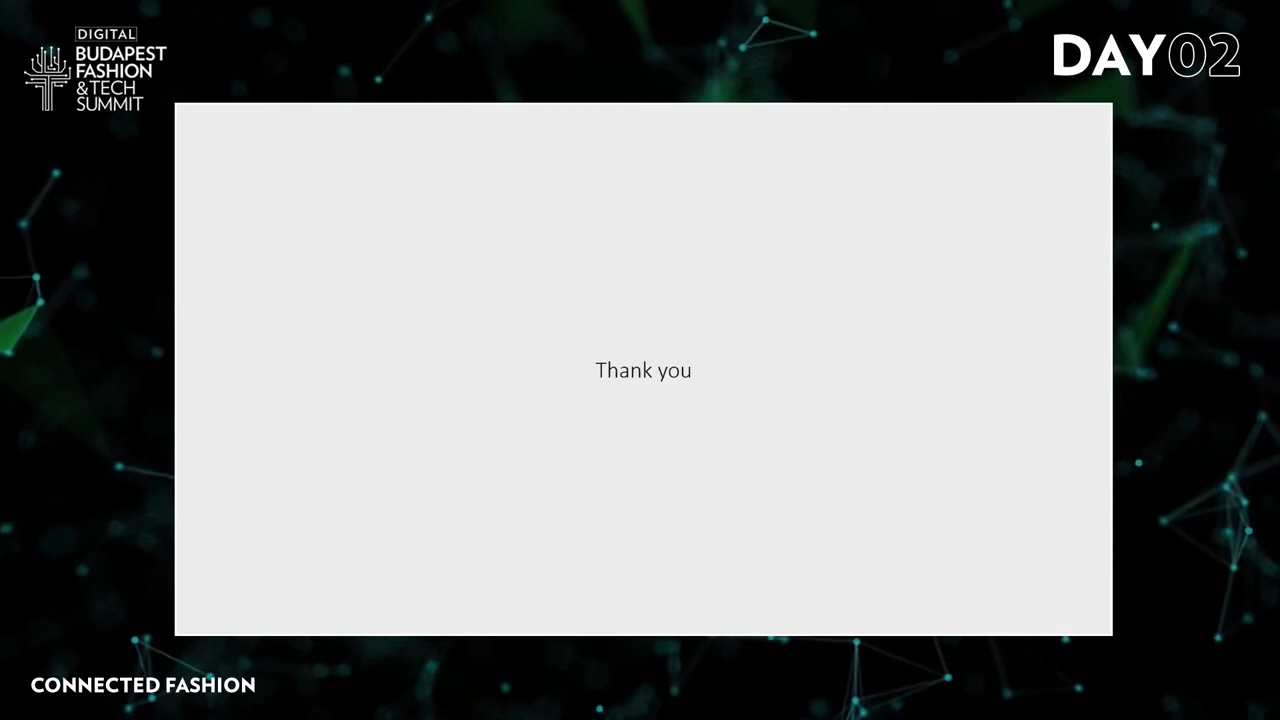 DIGITAL
BUDAPEST
FASHION
&TECH
SUMMIT
DAY02
Thank you
CONNECTED FASHION